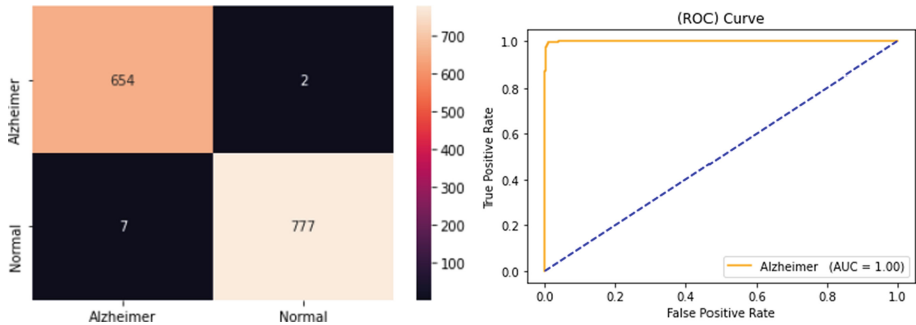 Alzheimer
Normal
654
2
7
777
Alzheimer
Normal
700
600
500
400
300
200
100
(ROC) Curve
True Positive Rate
1.0
0.8
0.6
0.4
0.2
0.0
Alzheimer (AUC = 1.00)
0.0
0.2
0.4
0.6
0.8
1.0
False Positive Rate